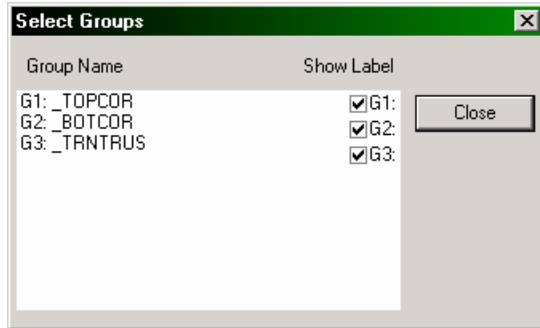 Select Groups
Group Name Show Label
G1: _TOPCOR G1:
G2: _BOTCOR G2:
G3: _TRNTRUS G3:
Close